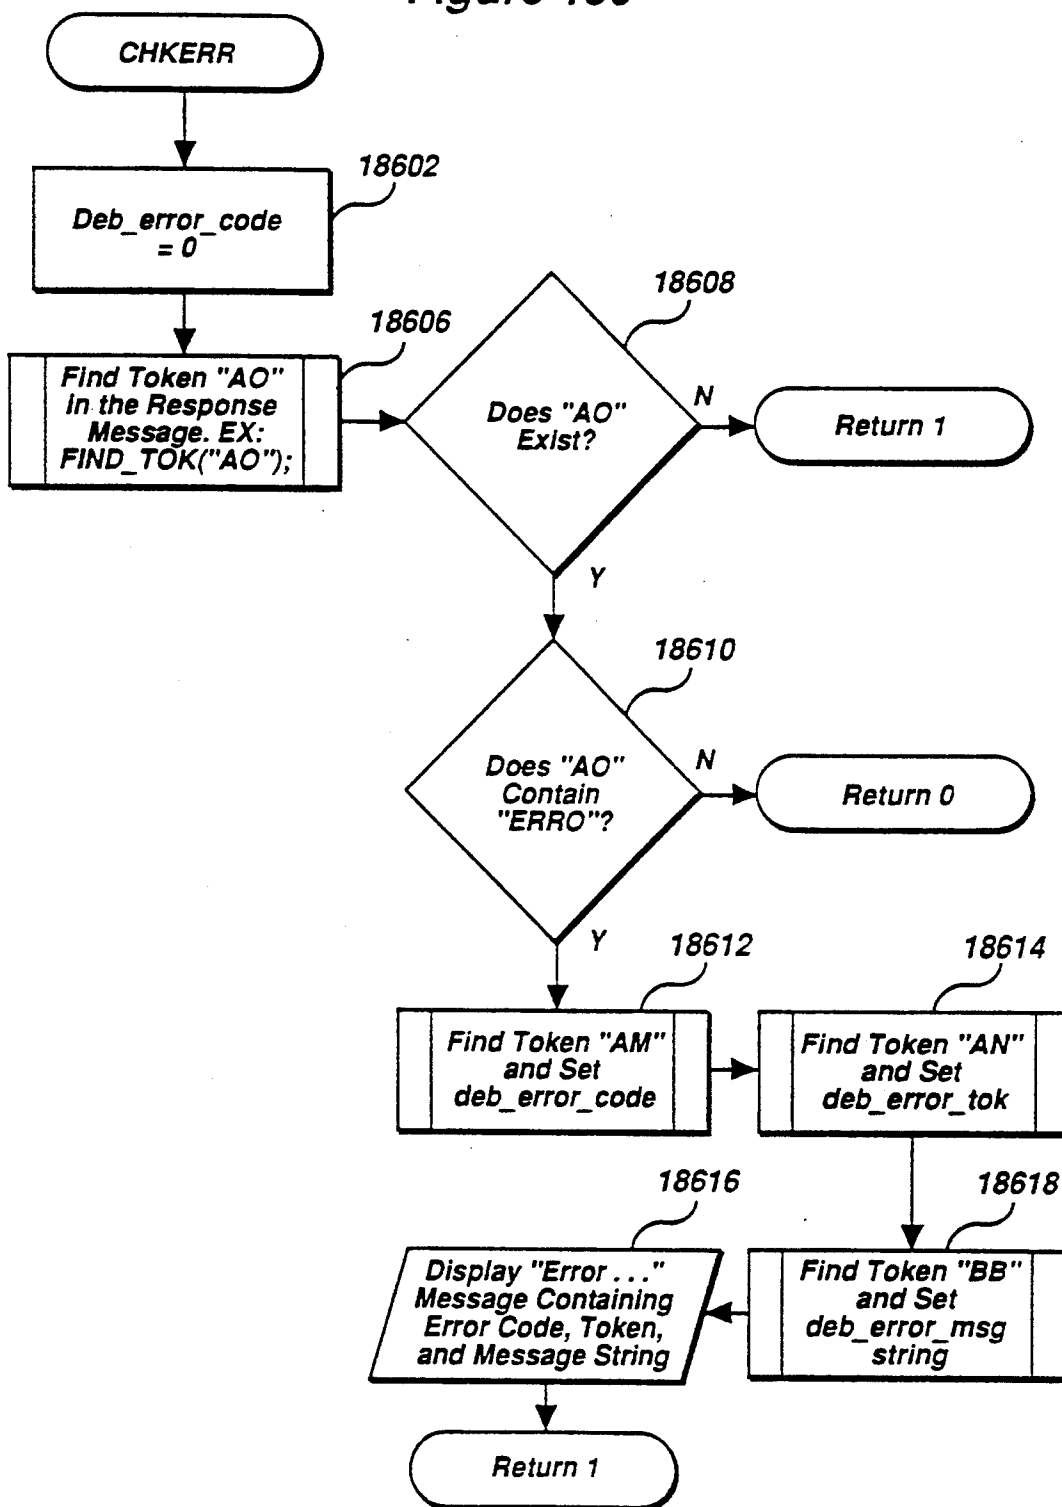 CHKERR
18602
Deb_error_code
= 0
18606
Find Token "AO"
in the Response
Message. EX:
FIND_TOK("AO");
18608
Does "AO"
Exist?
N
Return 1
Y
18610
Does "AO"
Contain
"ERRO"?
N
Return 0
Y
18612
Find Token "AM"
and Set
deb_error_code
18614
Find Token "AN"
and Set
deb_error_tok
18618
Find Token "BB"
and Set
deb_error_msg
string
18616
Display "Error . . ."
Message Containing
Error Code, Token,
and Message String
Return 1